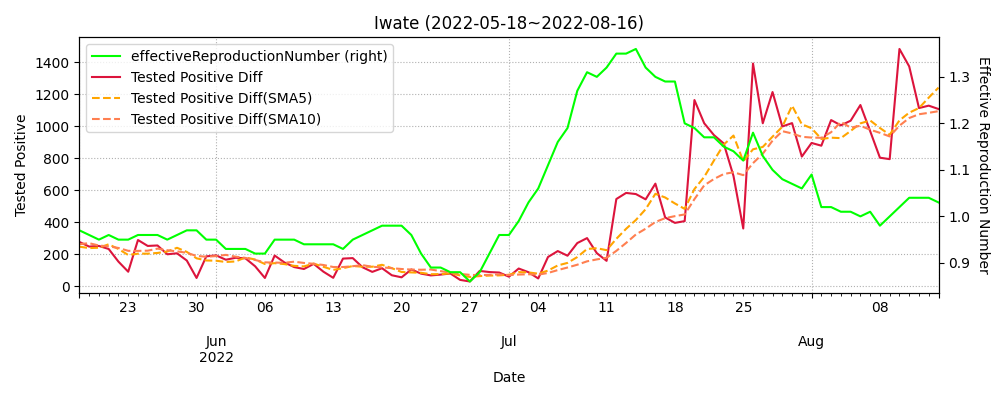 Iwate (2022-05-18~2022-08-16)
effectiveReproductionNumber (right)
Tested Positive Diff
Tested Positive Diff(SMA5)
Tested Positive Diff(SMA10)
Tested Positive
1400
1200
1000
800
600
400
200
0
1.3
1.2
1.1
1.0
0.9
Effective Reproduction Number
23 30 06 13 20 27 04 11 18 25 08
Jun Jul Aug
2022
Date